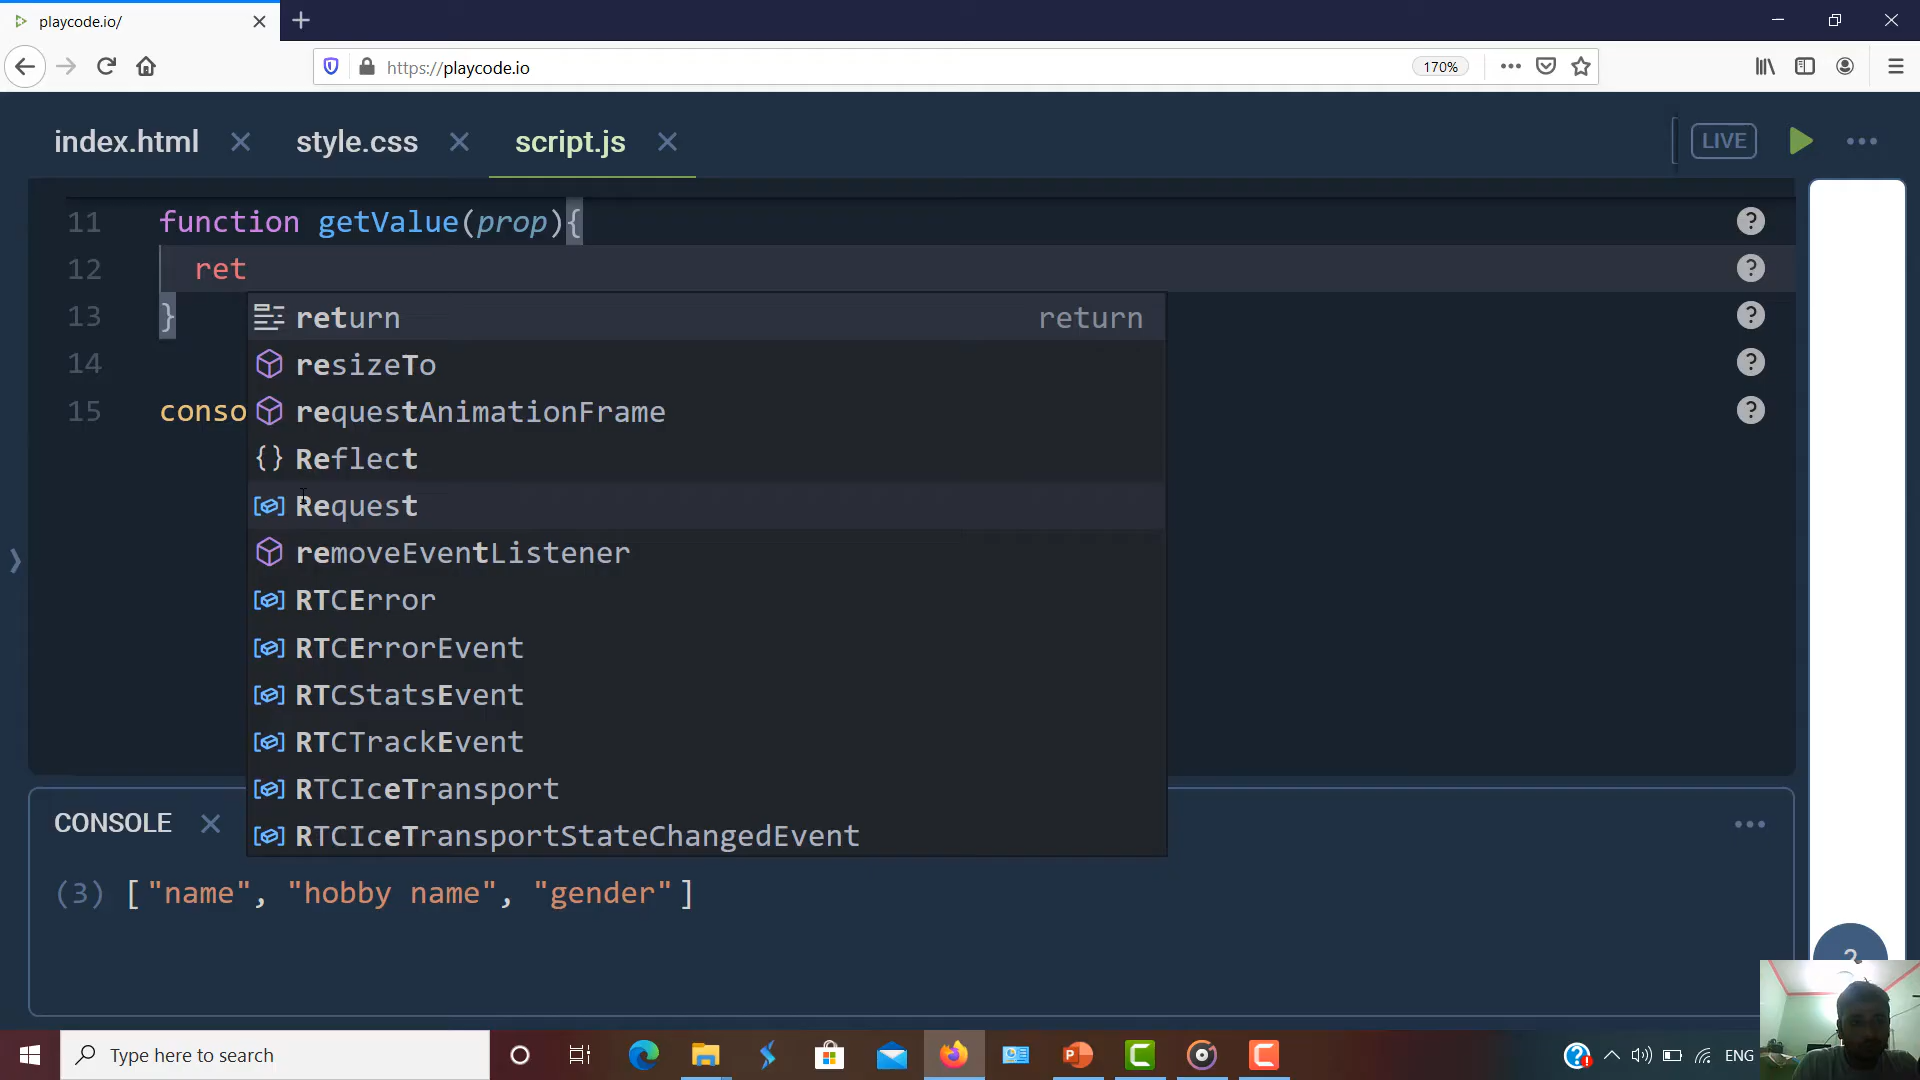 playcode.io/
https://playcode.io
170%
index.html
style.css
script.js
LIVE
11 function getValue(prop){
12 ret
13 }
14
15 conso
return return
resizeTo
requestAnimationFrame
Reflect
Request
removeEventListener
RTCError
RTCErrorEvent
RTCStatsEvent
RTCTrackEvent
RTCIceTransport
RTCIceTransportStateChangedEvent
CONSOLE
(3) ["name", "hobby name", "gender"]
Type here to search
ENG